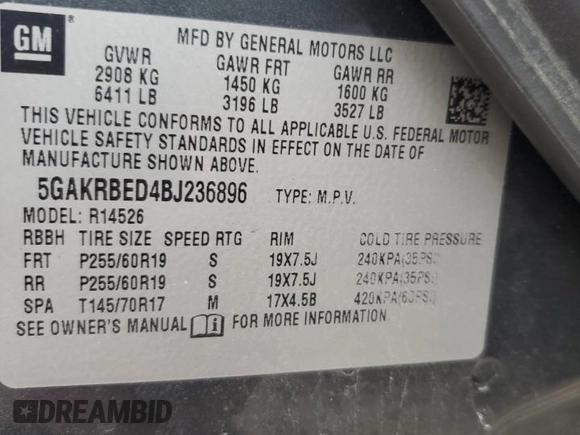 GM
MFD BY GENERAL MOTORS LLC
GVWR GAWR FRT GAWR RR
2908 KG 1450 KG 1600 KG
6411 LB 3196 LB 3527 LB
THIS VEHICLE CONFORMS TO ALL APPLICABLE U.S. FEDERAL MOTOR
VEHICLE SAFETY STANDARDS IN EFFECT ON THE DATE OF
MANUFACTURE SHOWN ABOVE.
5GAKRBED4BJ236896 TYPE: M.P.V.
MODEL: R14526
RBBH TIRE SIZE SPEED RTG RIM COLD TIRE PRESSURE
FRT P255/60R19 S 19X7.5J 240KPA(35PSI)
RR P255/60R19 S 19X7.5J 240KPA(35PSI)
SPA T145/70R17 M 17X4.5B 420KPA(60PSI)
SEE OWNER'S MANUAL FOR MORE INFORMATION.
DREAMBID